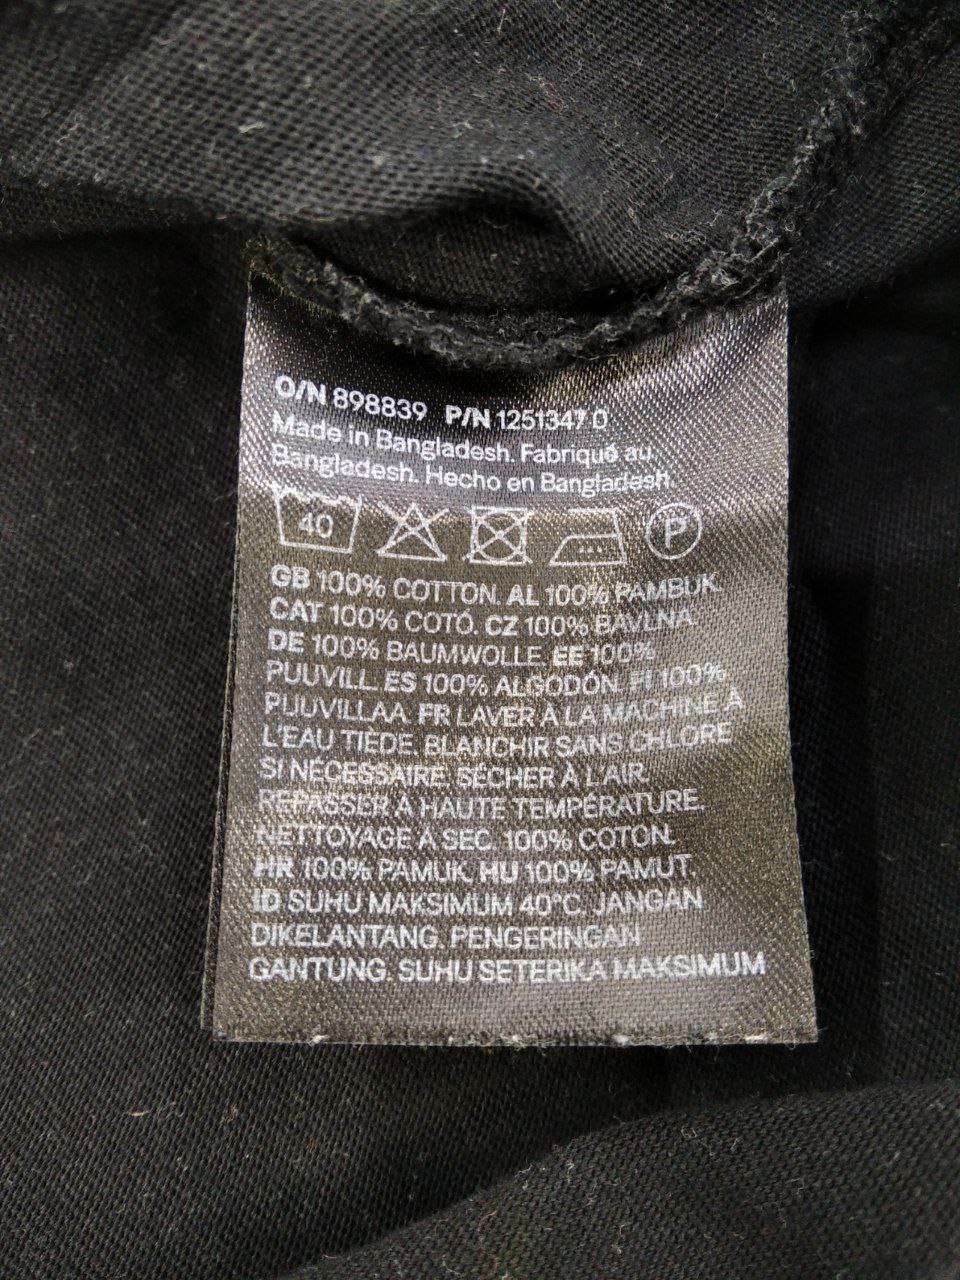 O/N 898839 P/N 1251347 D
Made in Bangladesh. Fabriqué au
Bangladesh. Hecho en Bangladesh.
40 P
GB 100% COTTON. AL 100% PAMBUK.
CAT 100% COTÓ. CZ 100% BAVLNA.
DE 100% BAUMWOLLE. EE 100%
PUUVILL. ES 100% ALGODÓN. FI 100%
PUUVILLAA. FR LAVER À LA MACHINE À
L'EAU TIÈDE. BLANCHIR SANS CHLORE
SI NÉCESSAIRE. SÉCHER À L'AIR.
REPASSER À HAUTE TEMPÉRATURE.
NETTOYAGE À SEC. 100% COTON.
HR 100% PAMUK. HU 100% PAMUT.
ID SUHU MAKSIMUM 40°C. JANGAN
DIKELANTANG. PENGERINGAN
GANTUNG. SUHU SETERIKA MAKSIMUM